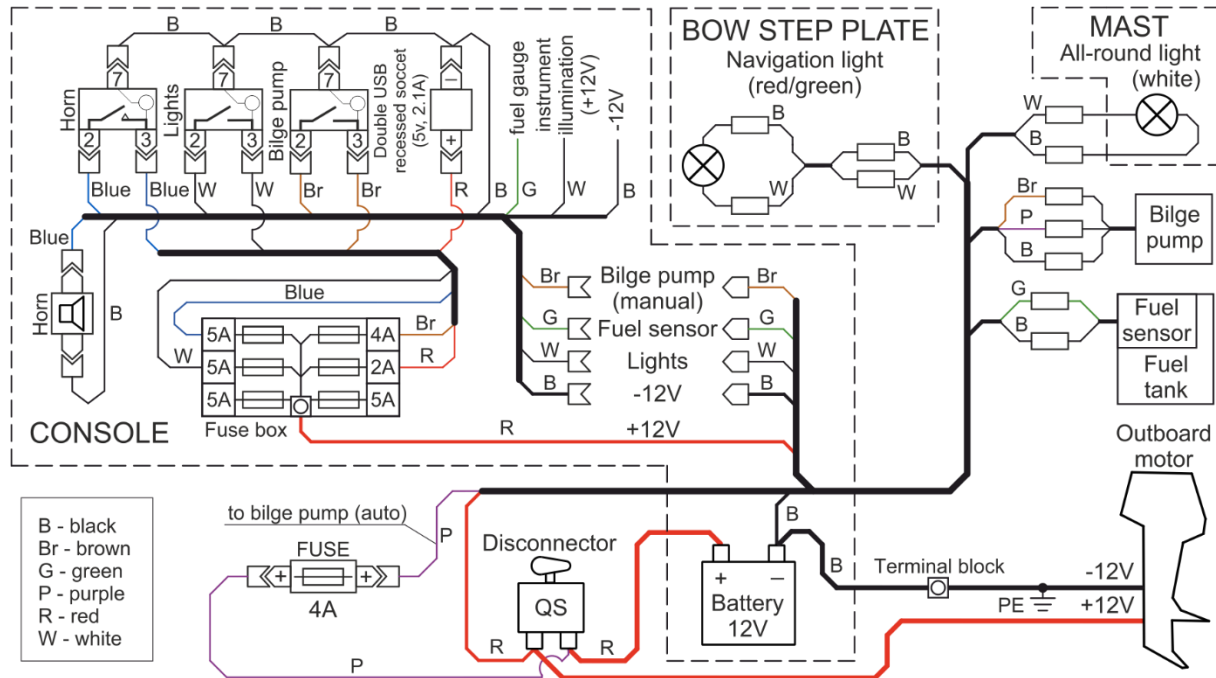 B
B
B
7
7
7
–
Horn
Lights
Bilge pump
Double USB
recessed soccet
(5v, 2.1A)
2
3
2
3
2
3
+
Blue
Blue
W
W
Br
Br
R
B
G
W
B
fuel gauge
instrument
illumination
(+12V)
-12V
Blue
Horn
B
Blue
W
5A
4A
Br
5A
2A
R
5A
5A
Fuse box
CONSOLE
R
+12V
Br
Bilge pump
(manual)
Br
G
Fuel sensor
G
W
Lights
W
B
-12V
B
BOW STEP PLATE
Navigation light
(red/green)
B
W
B
W
MAST
All-round light
(white)
W
B
Br
P
B
Bilge
pump
G
B
Fuel
sensor
Fuel
tank
Outboard
motor
B - black
Br - brown
G - green
P - purple
R - red
W - white
to bilge pump (auto)
P
FUSE
+
+
4A
P
Disconnector
QS
R
R
B
+
–
Battery
12V
B
Terminal block
PE
-12V
+12V